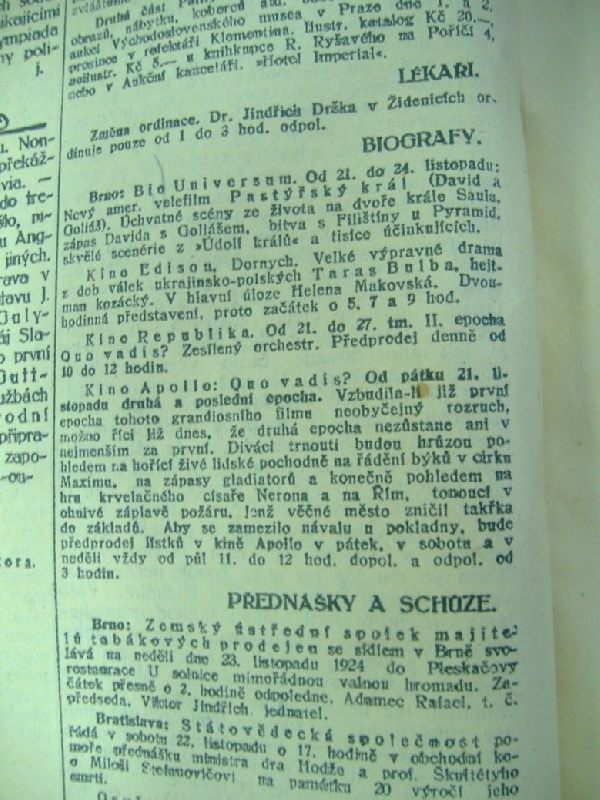 Druhá část
obrazů, nábytku, koberců a
aukci Východoslovenského musea v Praze dne 1. a 2.
prosince v refektáři Klementina. Ilustr. katalog Kč 20.—,
neilustr. Kč 5.— u knihkupce R. Ryšavého na Poříčí 4,
nebo v Aukční kanceláři. »Hotel Imperial«.
LÉKAŘI.
Změna ordinace. Dr. Jindřich Drška v Židenicích or-
dinuje pouze od 1 do 3 hod. odpol.
BIOGRAFY.
Brno: Bio Universum. Od 21. do 24. listopadu:
Nový amer. velefilm Pastýřský král (David a
Goliáš). Úchvatné scény ze života na dvoře krále Saula,
zápas Davida s Goliášem, bitva s Filištíny u Pyramid,
skvělé scenérie z »Údolí králů« a tisíce účinkujících.
Kino Edison, Dornych. Velké výpravné drama
z dob válek ukrajinsko-polských Taras Bulba, hejt-
man kozácký. V hlavní úloze Helena Makovská. Dvou-
hodinná představení, proto začátek o 5, 7 a 9 hod.
Kino Republika. Od 21. do 27. tm. II. epocha
Quo vadis? Zesílený orchestr. Předprodej denně od
10 do 12 hodin.
Kino Apollo: Quo vadis? Od pátku 21. li-
stopadu druhá a poslední epocha. Vzbudila-li již první
epocha tohoto grandiosního filmu neobyčejný rozruch,
možno říci již dnes, že druhá epocha nezůstane ani v
nejmenším za první. Diváci trnouti budou hrůzou po-
hledem na hořící živé lidské pochodně na řádění býků v cirku
Maximu, na zápasy gladiatorů a konečně pohledem na
hru krvelačného císaře Nerona a na Řím, tonoucí v
ohnivé záplavě požáru, jenž věčné město zničil takřka
do základů. Aby se zamezilo návalu u pokladny, bude
předprodej lístků v kině Apollo v pátek, v sobotu a v
neděli vždy od půl 11. do 12 hod. dopol. a odpol. od
3 hodin.
PŘEDNÁŠKY A SCHŮZE.
Brno: Zemský ústřední spolek majite-
lů tabákových prodejen se sídlem v Brně svo-
lává na neděli dne 23. listopadu 1924 do Pleskačovy
restaurace U solnice mimořádnou valnou hromadu. Za-
čátek přesně o 2. hodině odpoledne. Adamec Rafael, t. č.
předseda, Viktor Jindřich jednatel.
Bratislava: Státovědecká společnost po-
řádá v sobotu 22. listopadu o 17. hodině v obchodní ko-
moře přednášku ministra dra Hodže a prof. Škultétyho
o Miloši Štefanovičovi na památku 20 výročí jeho
smrti.